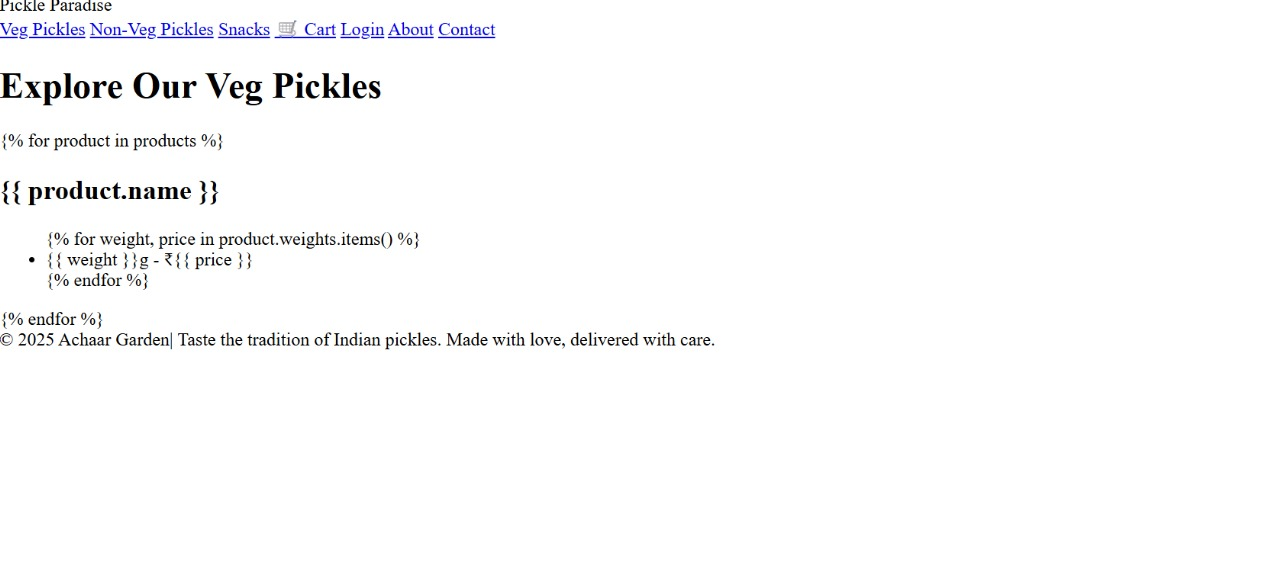 Pickle Paradise
Veg Pickles Non-Veg Pickles Snacks 🛒 Cart Login About Contact
Explore Our Veg Pickles
{% for product in products %}
{{ product.name }}
{% for weight, price in product.weights.items() %}
• {{ weight }}g - ₹{{ price }}
{% endfor %}
{% endfor %}
© 2025 Achaar Garden| Taste the tradition of Indian pickles. Made with love, delivered with care.